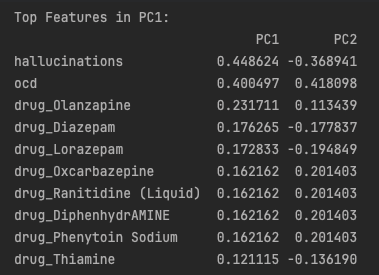 Top Features in PC1:
PC1 PC2
hallucinations 0.448624 -0.368941
ocd 0.400497 0.418098
drug_Olanzapine 0.231711 0.113439
drug_Diazepam 0.176265 -0.177837
drug_Lorazepam 0.172833 -0.194849
drug_Oxcarbazepine 0.162162 0.201403
drug_Ranitidine (Liquid) 0.162162 0.201403
drug_DiphenhydrAMINE 0.162162 0.201403
drug_Phenytoin Sodium 0.162162 0.201403
drug_Thiamine 0.121115 -0.136190